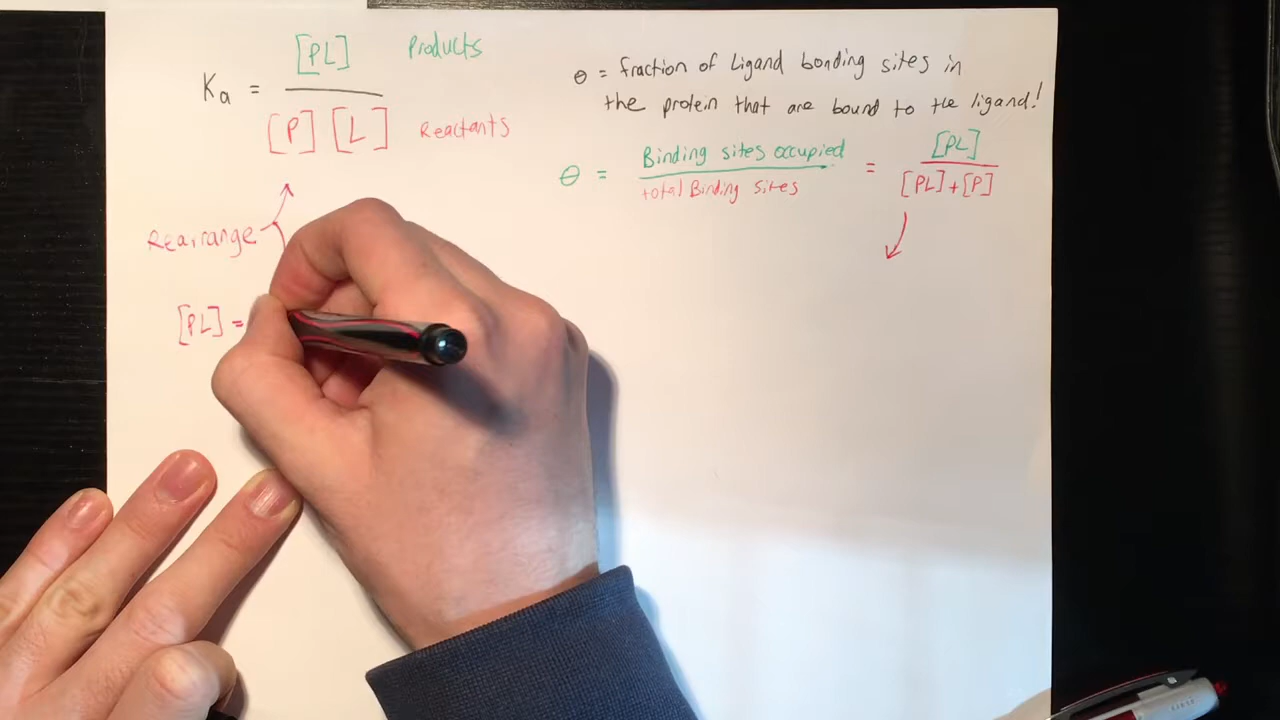 Ka = [PL] / [P] [L]
Products
Reactants
Rearrange
[PL] =
θ = fraction of Ligand bonding sites in
the protein that are bound to the ligand!
θ = Binding sites occupied / total Binding sites = [PL] / [PL]+[P]